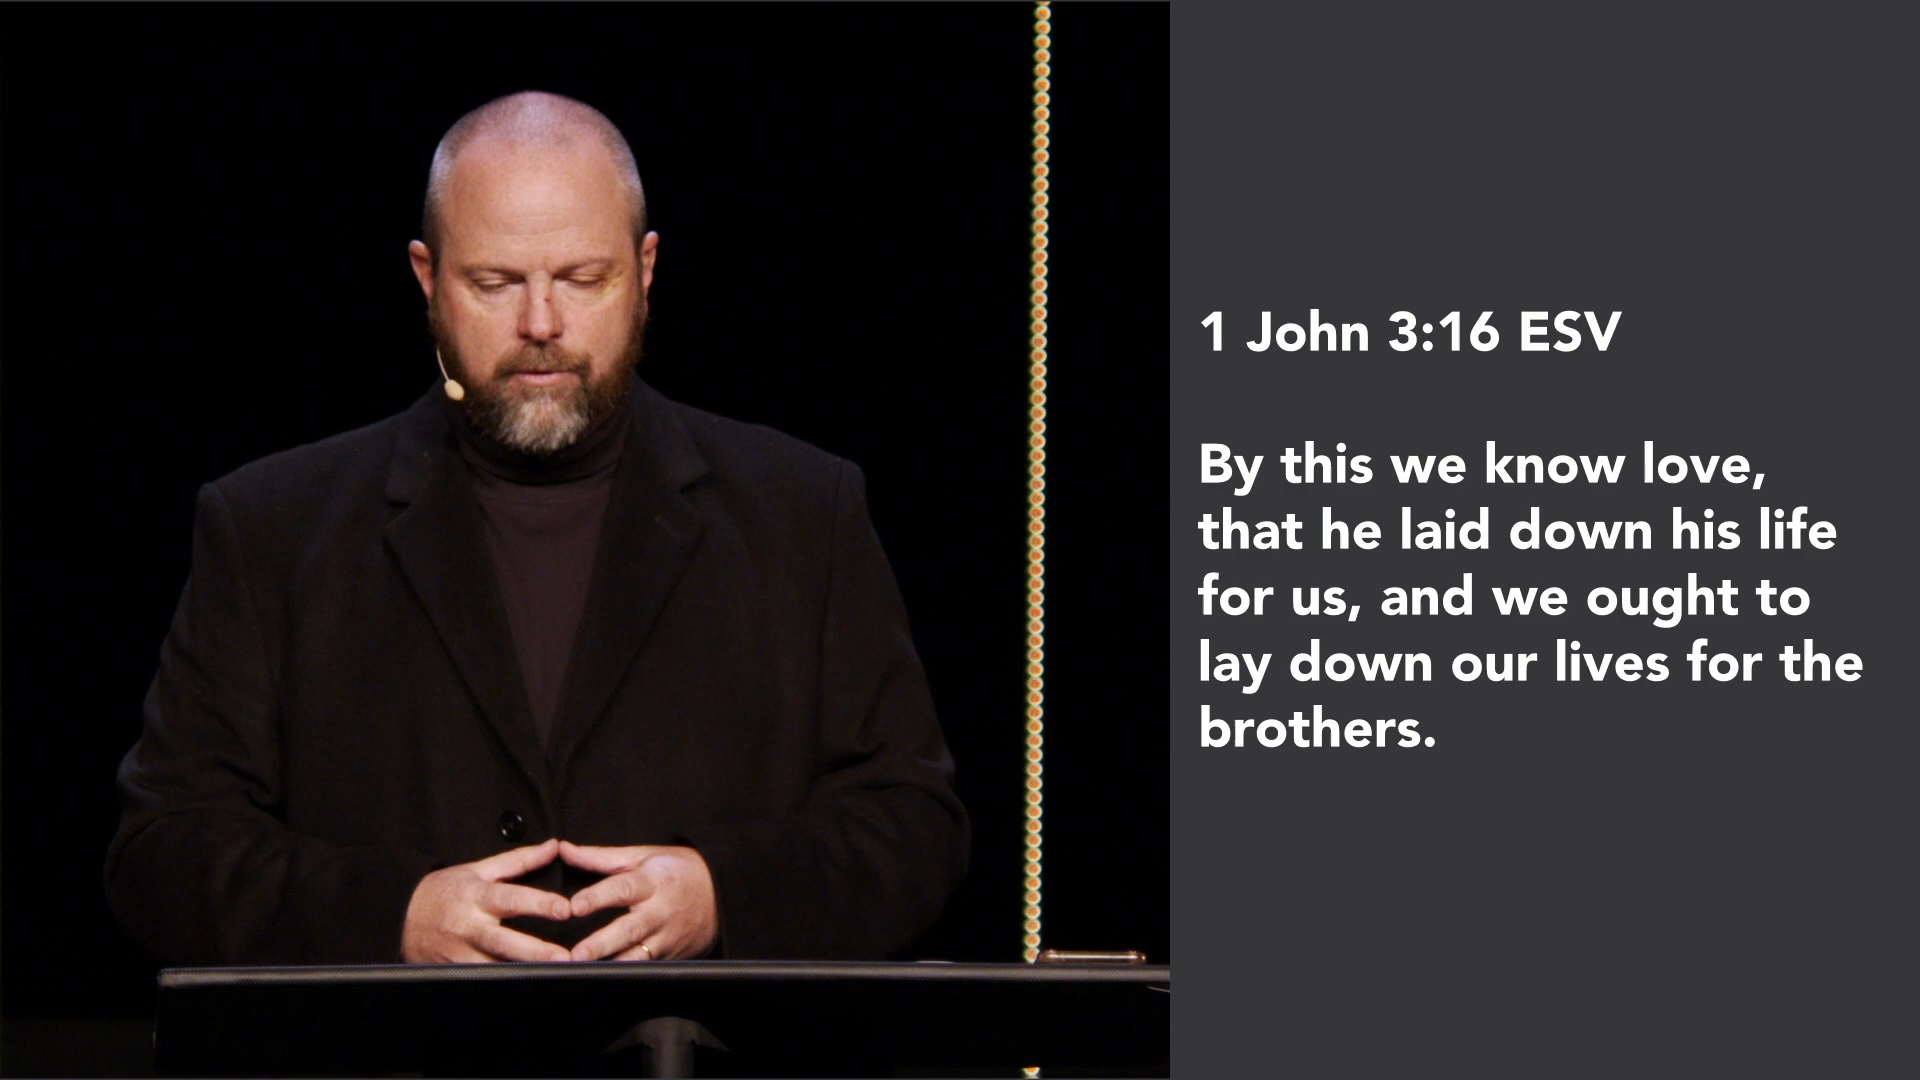 1 John 3:16 ESV
By this we know love,
that he laid down his life
for us, and we ought to
lay down our lives for the
brothers.